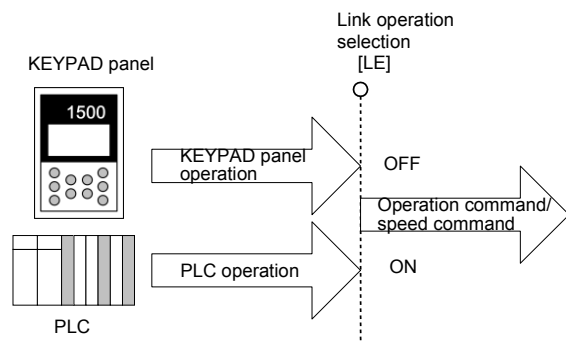 Link operation
selection
[LE]
KEYPAD panel
1500
KEYPAD panel
operation
OFF
Operation command/
speed command
PLC operation
ON
PLC